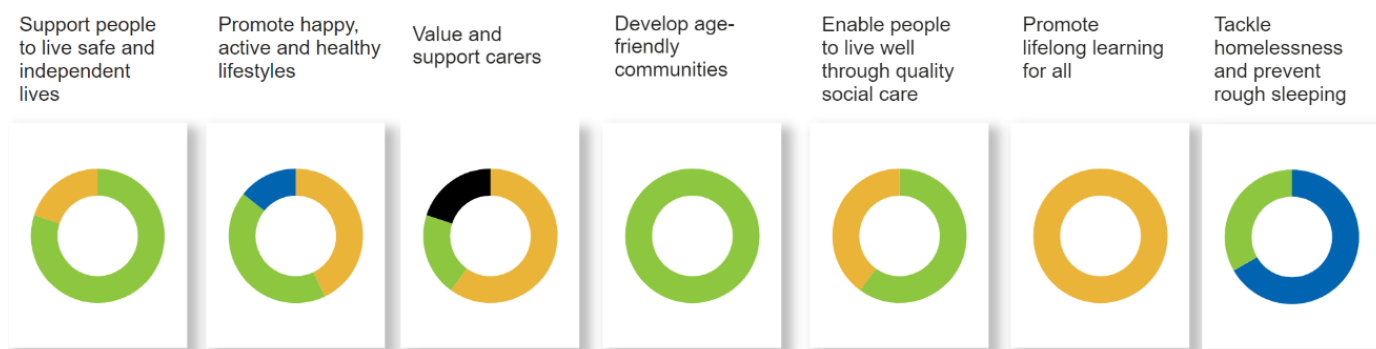 Support people
to live safe and
independent
lives
Promote happy,
active and healthy
lifestyles
Value and
support carers
Develop age-
friendly
communities
Enable people
to live well
through quality
social care
Promote
lifelong learning
for all
Tackle
homelessness
and prevent
rough sleeping